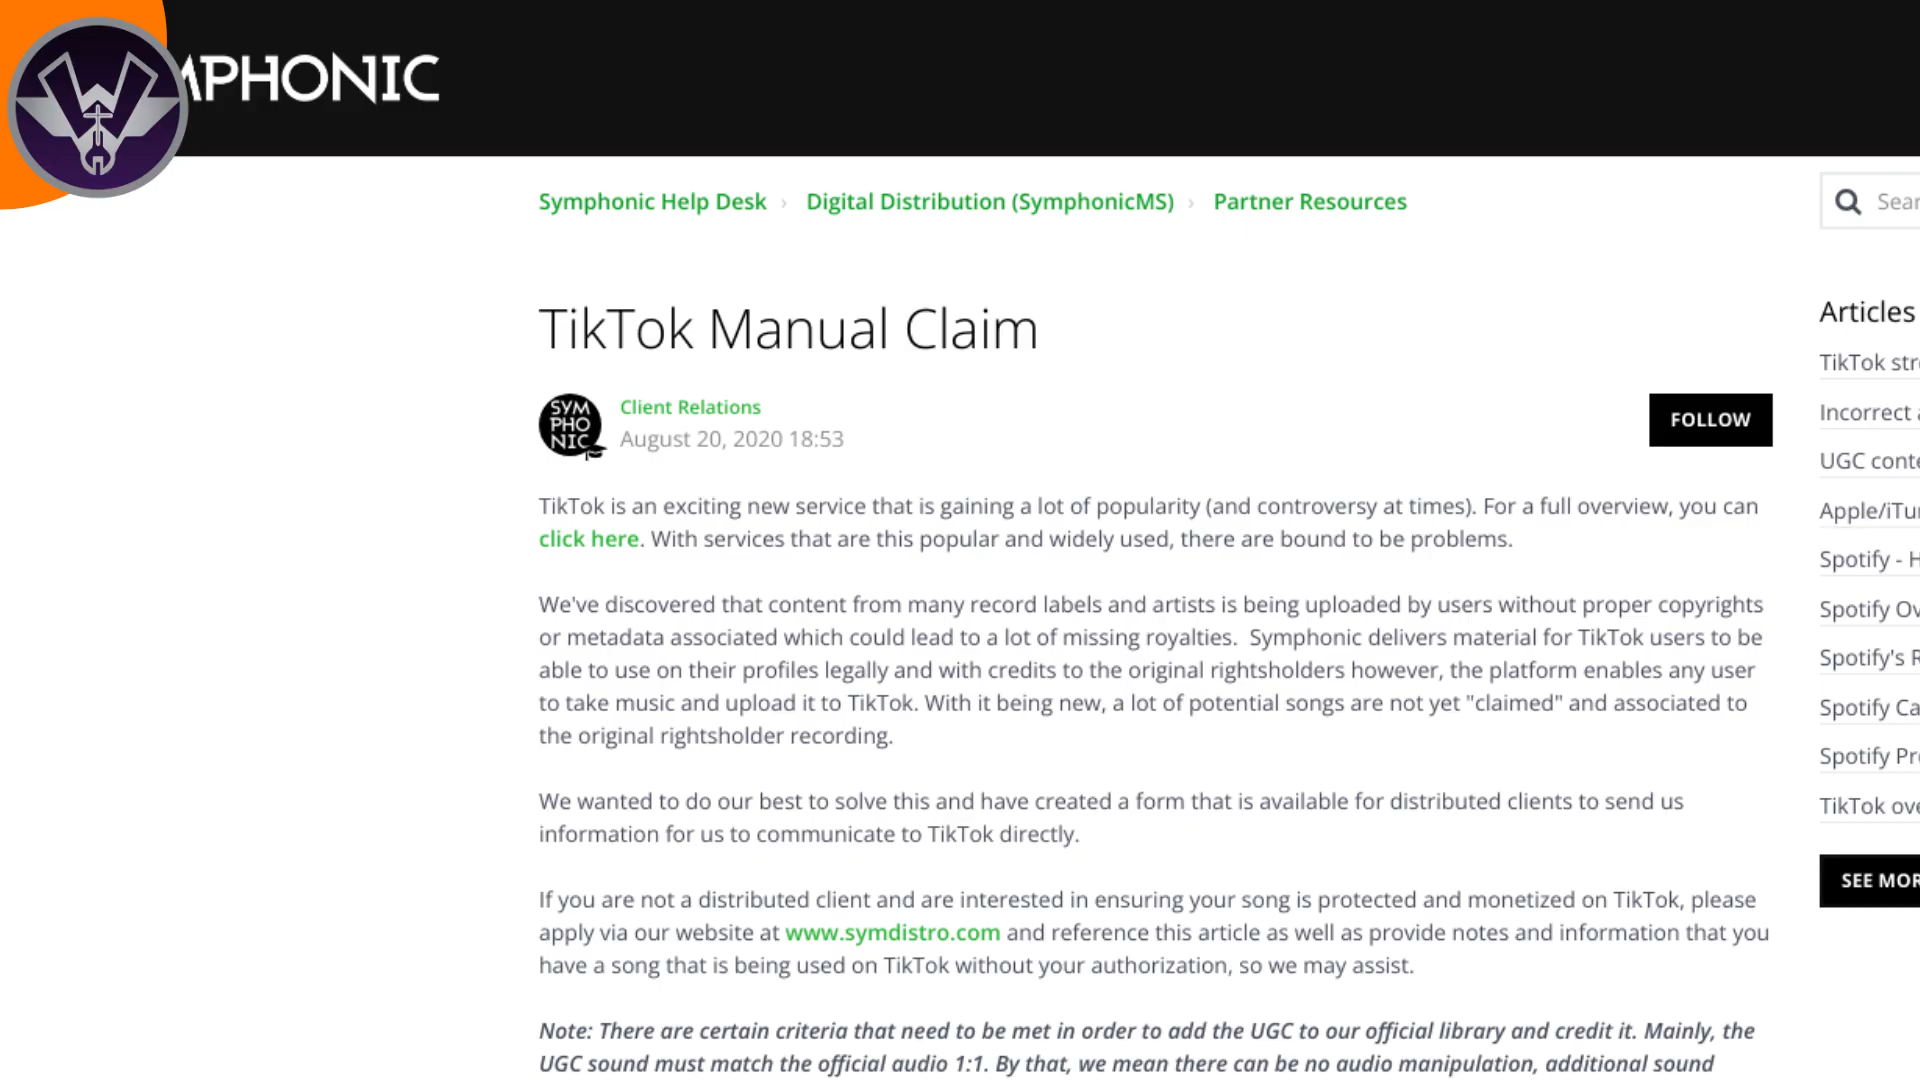 MPHONIC
Symphonic Help Desk › Digital Distribution (SymphonicMS) › Partner Resources
Sear
TikTok Manual Claim
SYM
PHO
NIC
Client Relations
August 20, 2020 18:53
FOLLOW
TikTok is an exciting new service that is gaining a lot of popularity (and controversy at times). For a full overview, you can
click here. With services that are this popular and widely used, there are bound to be problems.
We've discovered that content from many record labels and artists is being uploaded by users without proper copyrights
or metadata associated which could lead to a lot of missing royalties.  Symphonic delivers material for TikTok users to be
able to use on their profiles legally and with credits to the original rightsholders however, the platform enables any user
to take music and upload it to TikTok. With it being new, a lot of potential songs are not yet "claimed" and associated to
the original rightsholder recording.
We wanted to do our best to solve this and have created a form that is available for distributed clients to send us
information for us to communicate to TikTok directly.
If you are not a distributed client and are interested in ensuring your song is protected and monetized on TikTok, please
apply via our website at www.symdistro.com and reference this article as well as provide notes and information that you
have a song that is being used on TikTok without your authorization, so we may assist.
Note: There are certain criteria that need to be met in order to add the UGC to our official library and credit it. Mainly, the
UGC sound must match the official audio 1:1. By that, we mean there can be no audio manipulation, additional sound
Articles
TikTok str
Incorrect
UGC conte
Apple/iTu
Spotify - H
Spotify Ov
Spotify's R
Spotify Ca
Spotify Pr
TikTok ove
SEE MOR